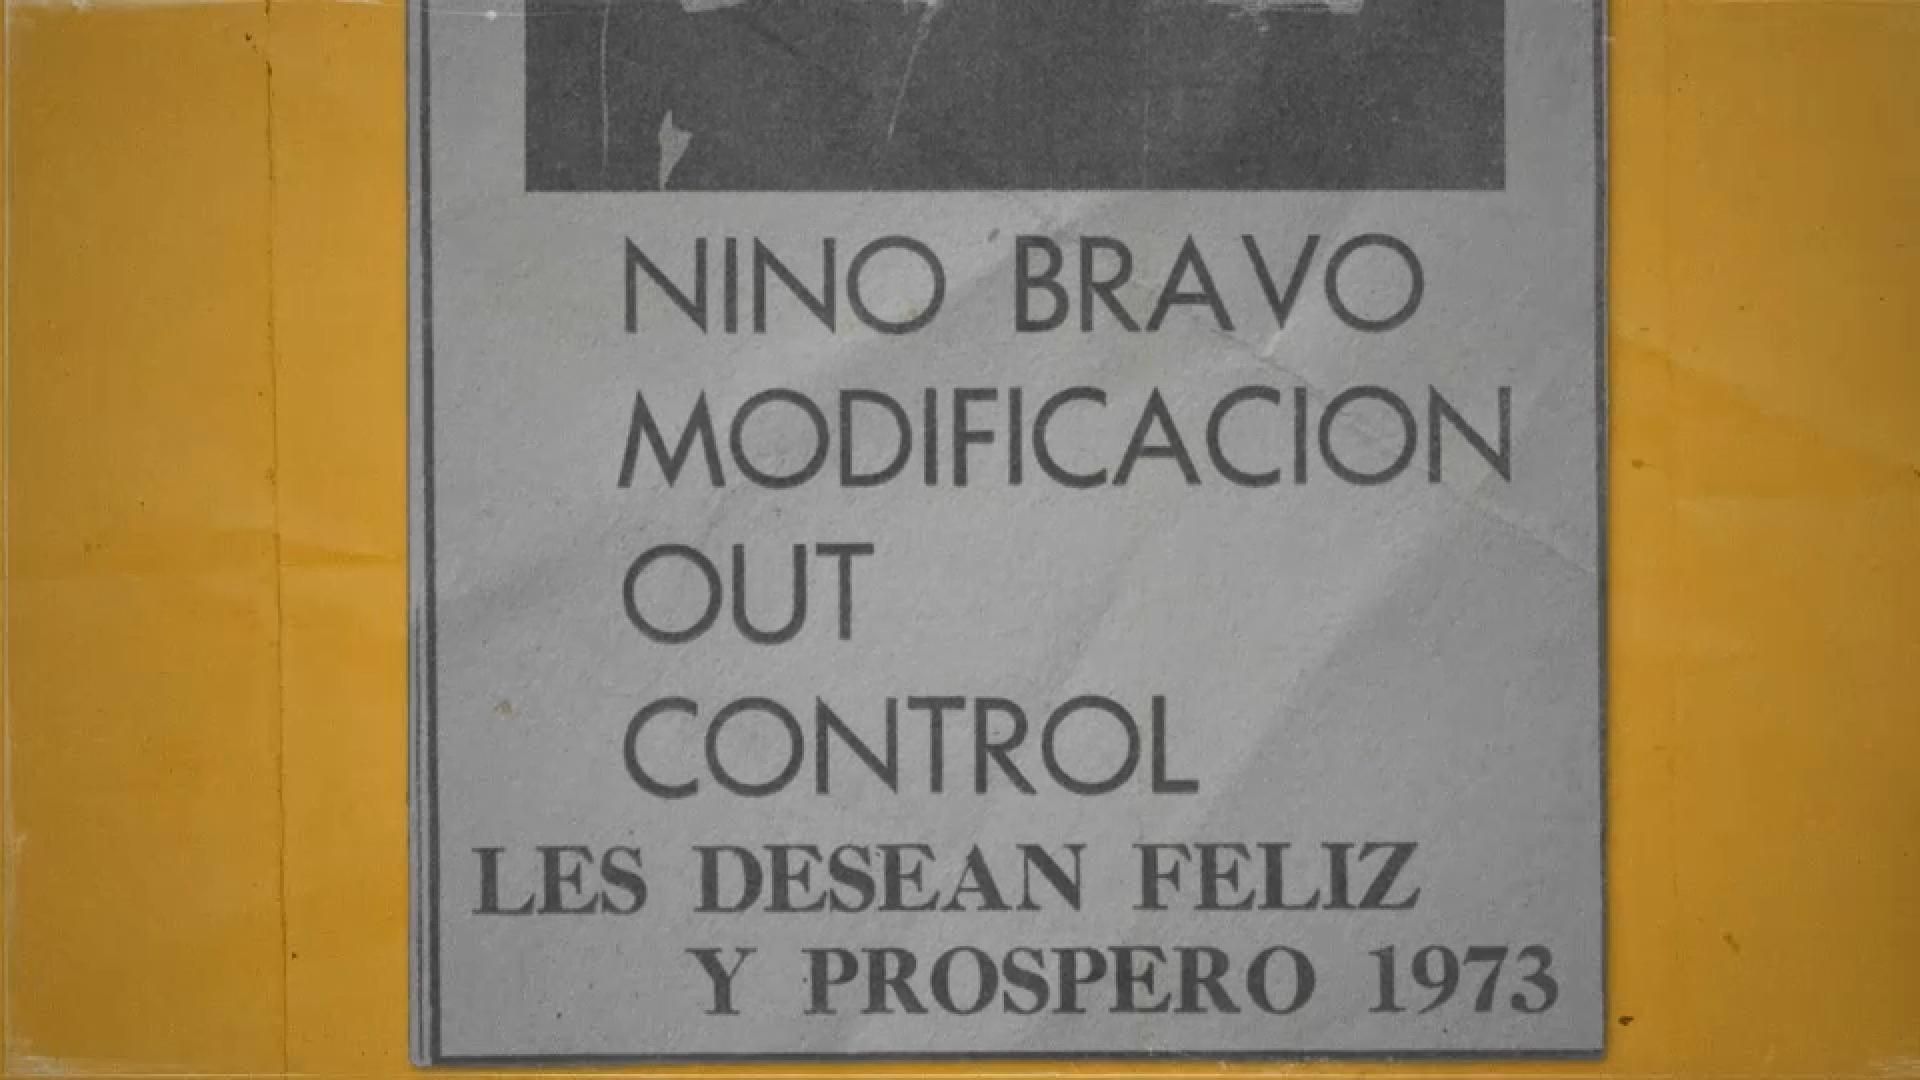 NINO BRAVO
MODIFICACION
OUT
CONTROL
LES DESEAN FELIZ
Y PROSPERO 1973